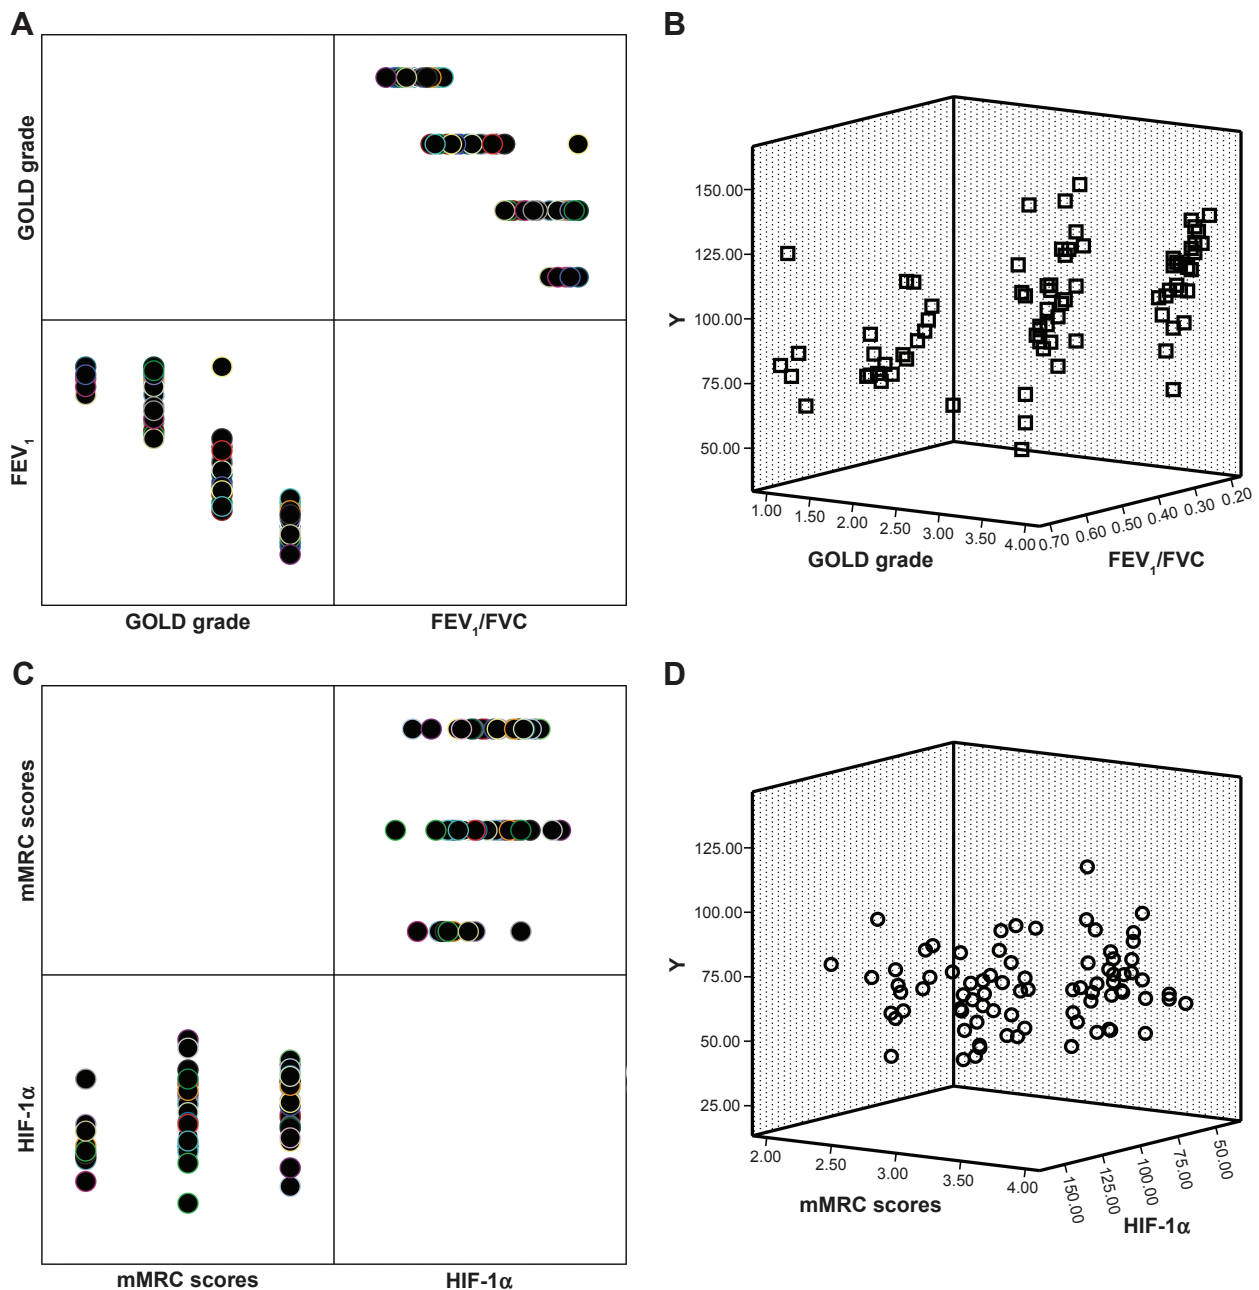 A
GOLD grade
FEV1
GOLD grade
FEV1/FVC
B
Y
150.00
125.00
100.00
75.00
50.00
1.00
1.50
2.00
2.50
3.00
3.50
4.00
0.70
0.60
0.50
0.40
0.30
0.20
GOLD grade
FEV1/FVC
C
mMRC scores
HIF-1α
mMRC scores
HIF-1α
D
Y
125.00
100.00
75.00
50.00
25.00
2.00
2.50
3.00
3.50
4.00
150.00
125.00
100.00
75.00
50.00
mMRC scores
HIF-1α